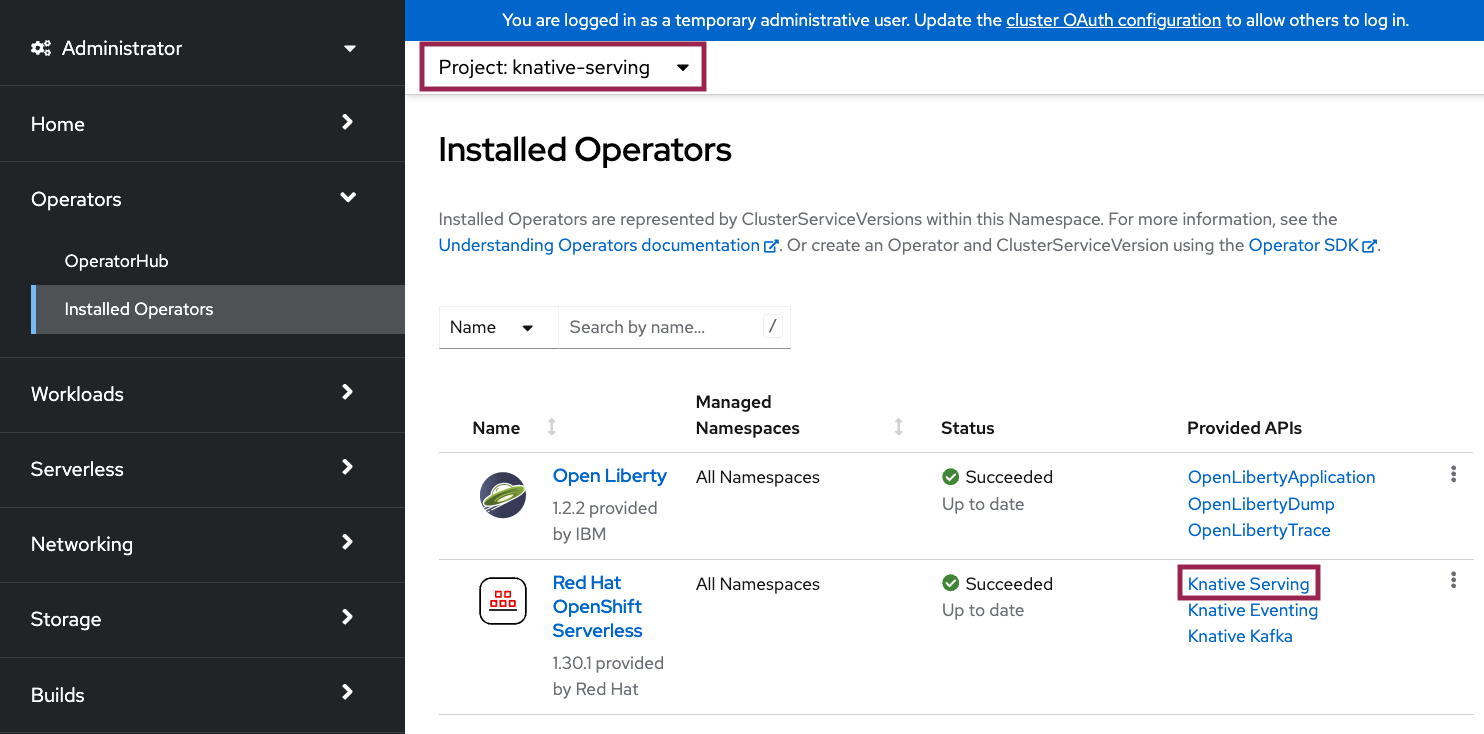 You are logged in as a temporary administrative user. Update the cluster OAuth configuration to allow others to log in.
Administrator
Home
Operators
OperatorHub
Installed Operators
Workloads
Serverless
Networking
Storage
Builds
Project: knative-serving
Installed Operators
Installed Operators are represented by ClusterServiceVersions within this Namespace. For more information, see the
Understanding Operators documentation. Or create an Operator and ClusterServiceVersion using the Operator SDK.
Name
Search by name...
/
Name
Managed
Namespaces
Status
Provided APIs
Open Liberty
1.2.2 provided
by IBM
All Namespaces
Succeeded
Up to date
OpenLibertyApplication
OpenLibertyDump
OpenLibertyTrace
Red Hat
OpenShift
Serverless
1.30.1 provided
by Red Hat
All Namespaces
Succeeded
Up to date
Knative Serving
Knative Eventing
Knative Kafka